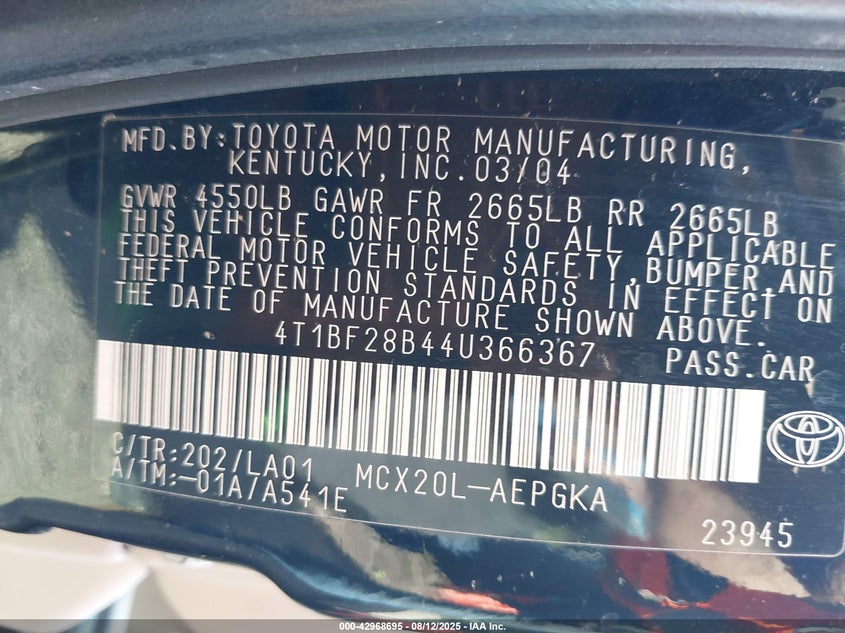 MFD.BY:TOYOTA MOTOR MANUFACTURING,
KENTUCKY,INC.03/04
GVWR 4550LB GAWR FR 2665LB RR 2665LB
THIS VEHICLE CONFORMS TO ALL APPLICABLE
FEDERAL MOTOR VEHICLE SAFETY,BUMPER,AND
THEFT PREVENTION STANDARDS IN EFFECT ON
THE DATE OF MANUFACTURE SHOWN ABOVE.
4T1BF28B44U366367 PASS.CAR
C/TR:202/LA01 MCX20L-AEPGKA
A/TM:-01A/A541E
23945
000-42968695 - 08/12/2025 - IAA Inc.